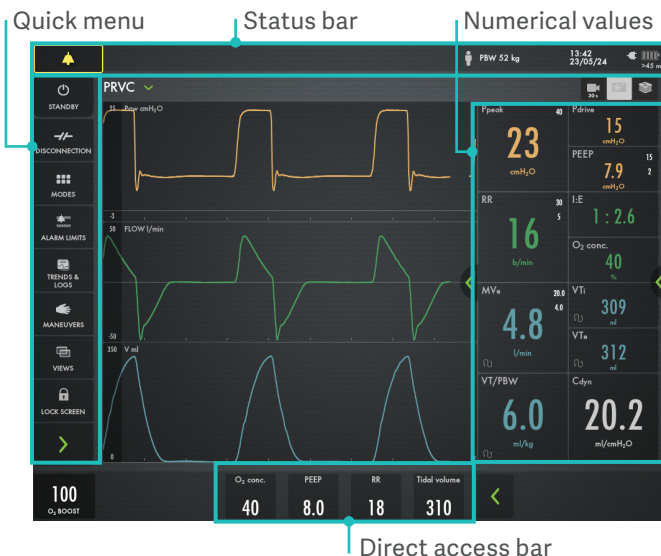 Quick menu
Status bar
Numerical values
PBW 52 kg
13:42
23/05/24
>45 m
STANDBY
DISCONNECTION
MODES
ALARM LIMITS
TRENDS &
LOGS
MANEUVERS
VIEWS
LOCK SCREEN
PRVC
30 s
15 Paw cmH₂O
-3
50 FLOW l/min
-50
350 V ml
0
Ppeak 40
23
cmH₂O
Pdrive
15
cmH₂O
PEEP 15
7.9 2
cmH₂O
RR 30
5
16
b/min
I:E
1 : 2.6
O₂ conc.
40
%
MVe 20.0
4.0
4.8
l/min
VTi
309
ml
VTe
312
ml
VT/PBW
6.0
ml/kg
Cdyn
20.2
ml/cmH₂O
100
O₂ BOOST
O₂ conc. PEEP RR Tidal volume
40 8.0 18 310
Direct access bar